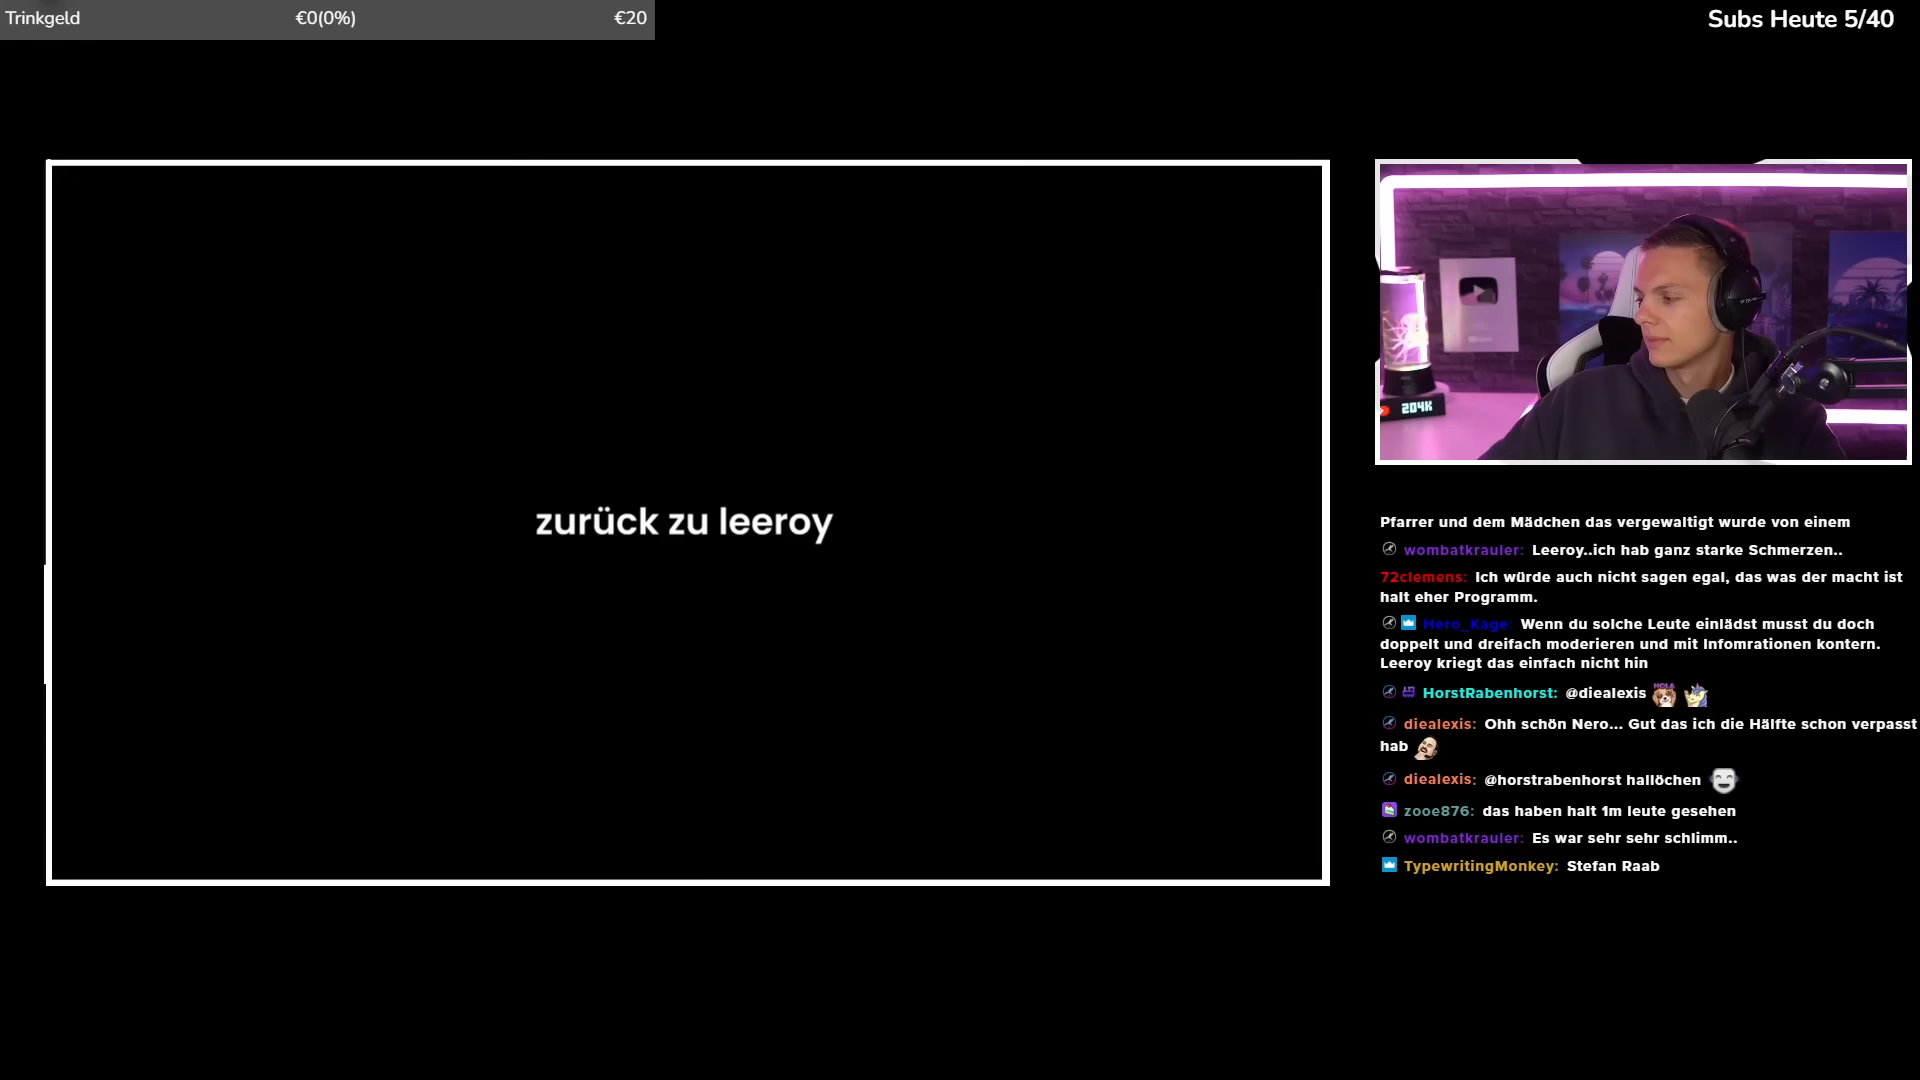 Trinkgeld €0(0%) €20
Subs Heute 5/40
zurück zu leeroy
204K
Pfarrer und dem Mädchen das vergewaltigt wurde von einem
wombatkrauler: Leeroy..ich hab ganz starke Schmerzen..
72clemens: Ich würde auch nicht sagen egal, das was der macht ist
halt eher Programm.
Hero_Kage: Wenn du solche Leute einlädst musst du doch
doppelt und dreifach moderieren und mit Infomrationen kontern.
Leeroy kriegt das einfach nicht hin
HorstRabenhorst: @diealexis HOLA
diealexis: Ohh schön Nero... Gut das ich die Hälfte schon verpasst
hab
diealexis: @horstrabenhorst hallöchen
zooe876: das haben halt 1m leute gesehen
wombatkrauler: Es war sehr sehr schlimm..
TypewritingMonkey: Stefan Raab